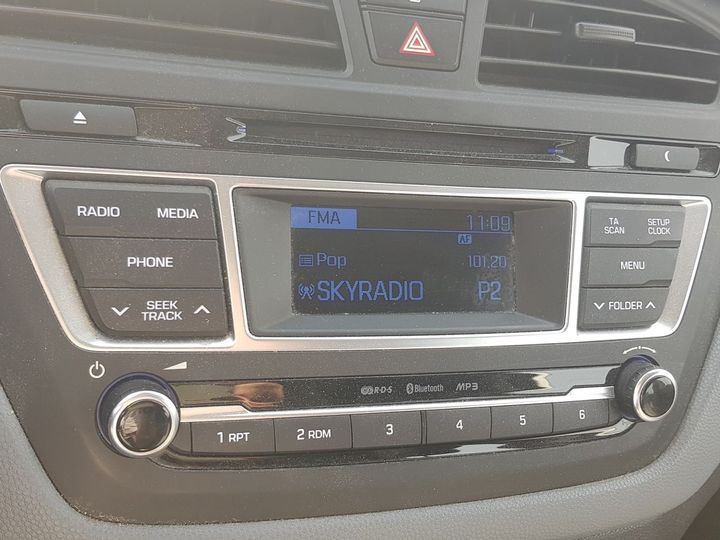 RADIO MEDIA
PHONE
SEEK
TRACK
FMA 11:09
AF
Pop 101.20
SKYRADIO P2
TA
SCAN
SETUP
CLOCK
MENU
FOLDER
R·D·S Bluetooth MP3
1 RPT 2 RDM 3 4 5 6